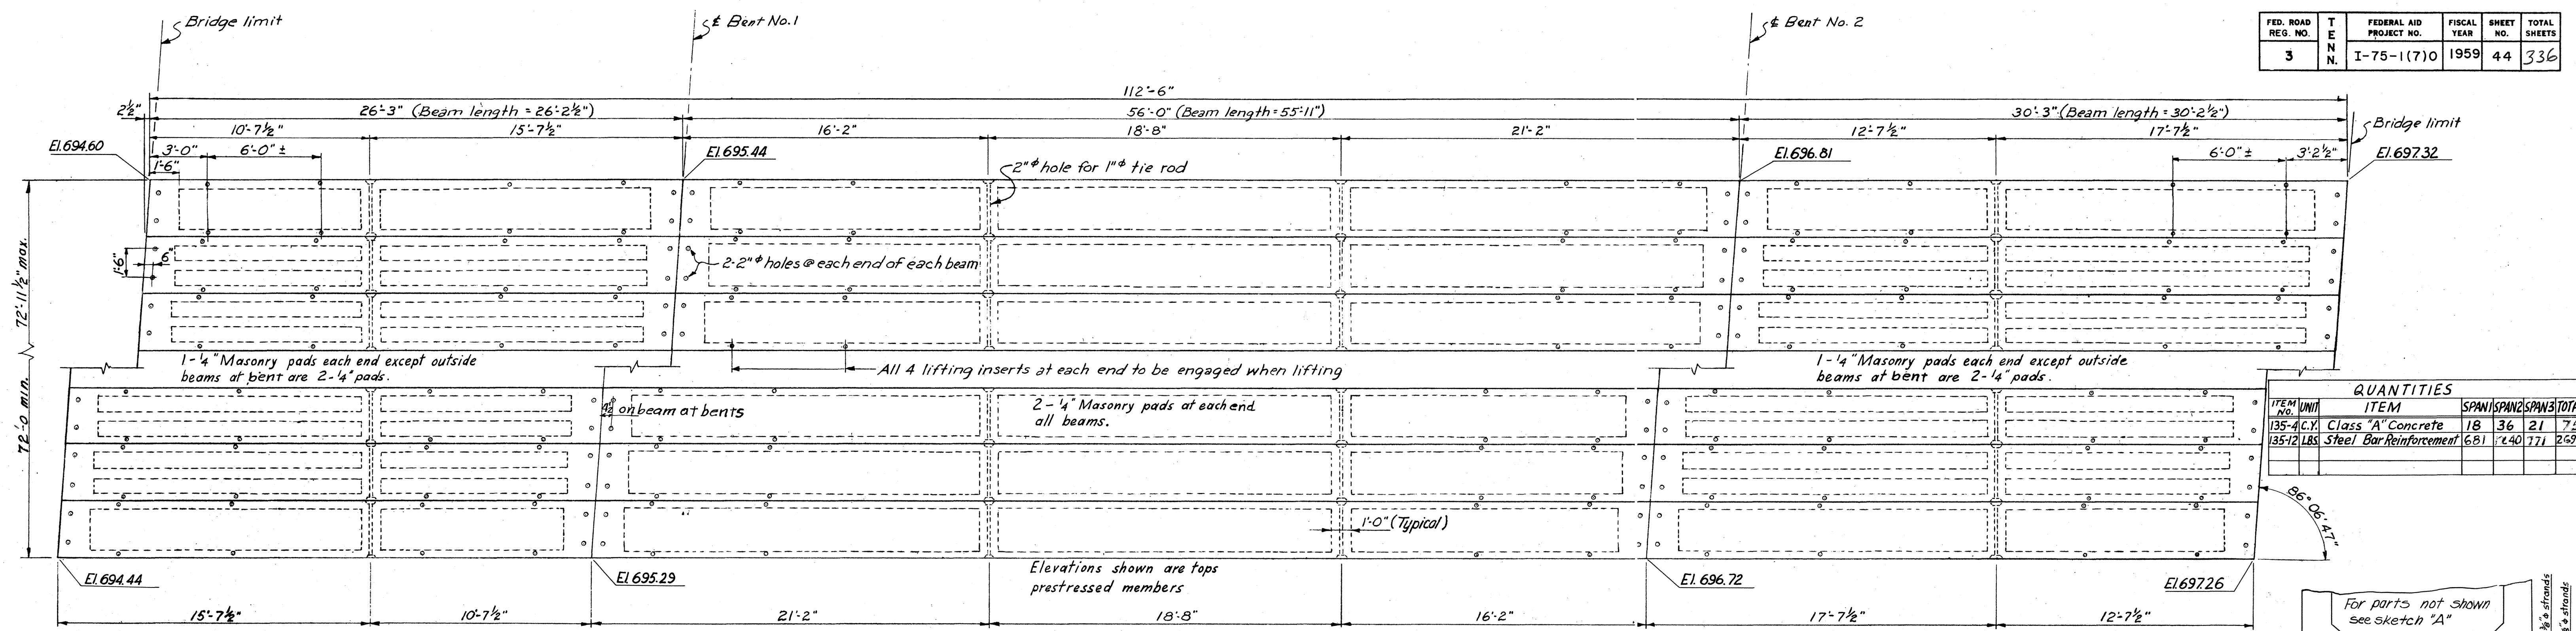 Bridge limit
℄ Bent No.1
℄ Bent No. 2
FED. ROAD REG. NO. TENN. FEDERAL AID PROJECT NO. FISCAL YEAR SHEET NO. TOTAL SHEETS
3 I-75-1(7)0 1959 44 336
112'-6"
2½" 26'-3" (Beam length = 26'-2½") 56'-0" (Beam length = 55'-11") 30'-3" (Beam length = 30'-2½")
10'-7½" 15'-7½" 16'-2" 18'-8" 21'-2" 12'-7½" 17'-7½"
Bridge limit
El.694.60 3'-0" 6'-0" ± El.695.44 El.696.81 6'-0" ± 3'-2½" El.697.32
1'-6"
2"ᶲ hole for 1"ᶲ tie rod
1'-6" 6"
2-2"ᶲ holes @ each end of each beam
72'-11½" max.
72'-0 min.
1-¼" Masonry pads each end except outside
beams at bent are 2-¼" pads.
All 4 lifting inserts at each end to be engaged when lifting
1-¼" Masonry pads each end except outside
beams at bent are 2-¼" pads.
on beam at bents
2-¼" Masonry pads at each end
all beams.
QUANTITIES
ITEM NO. UNIT ITEM SPAN1 SPAN2 SPAN3
135-4 C.Y. Class "A" Concrete 18 36 21
135-12 LBS Steel Bar Reinforcement 681 771
86° 06' 47"
1'-0" (Typical)
El.694.44
El.695.29
Elevations shown are tops
prestressed members
El.696.72
El.697.26
15'-7½" 10'-7½" 21'-2" 18'-8" 16'-2" 17'-7½" 12'-7½"
For parts not shown
see sketch "A"
strands
strands